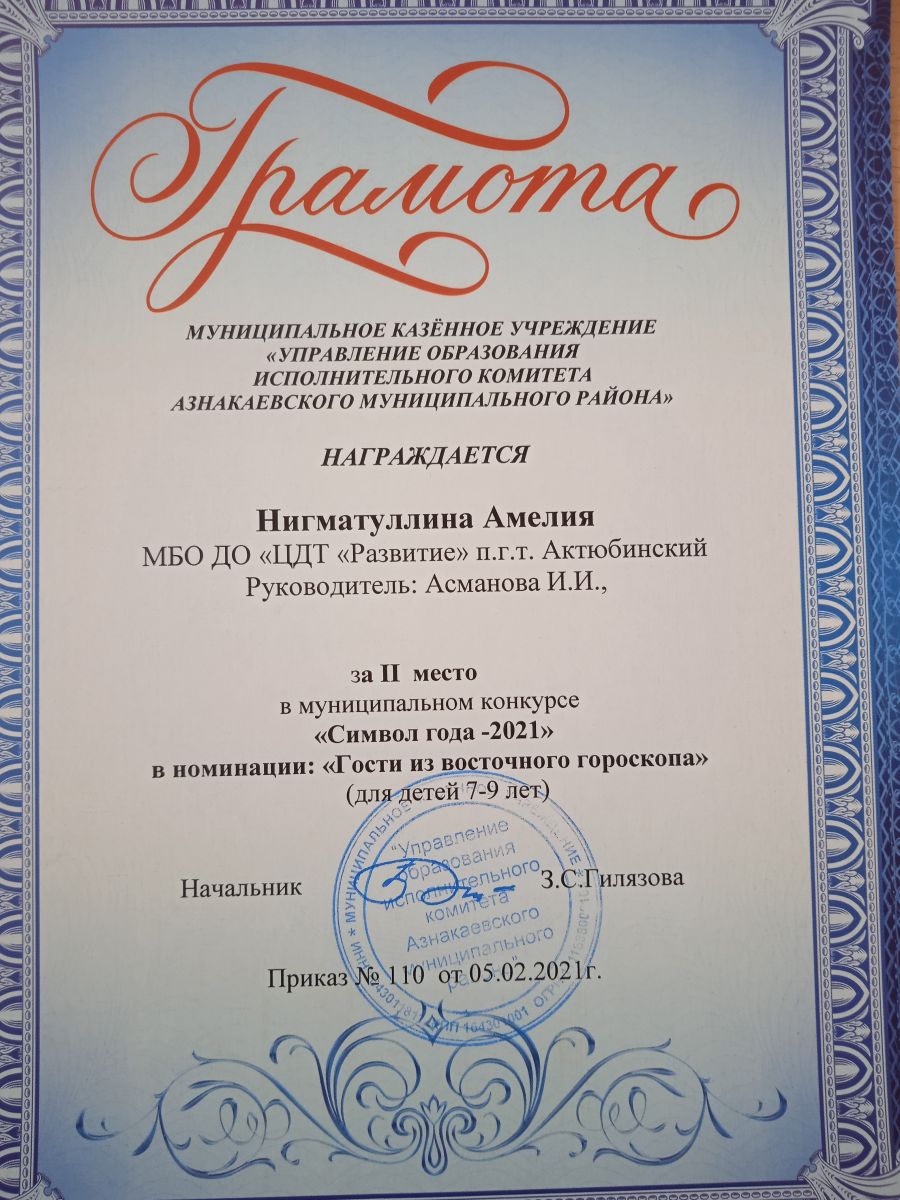 Грамота
МУНИЦИПАЛЬНОЕ КАЗЁННОЕ УЧРЕЖДЕНИЕ
«УПРАВЛЕНИЕ ОБРАЗОВАНИЯ
ИСПОЛНИТЕЛЬНОГО КОМИТЕТА
АЗНАКАЕВСКОГО МУНИЦИПАЛЬНОГО РАЙОНА»
НАГРАЖДАЕТСЯ
Нигматуллина Амелия
МБО ДО «ЦДТ «Развитие» п.г.т. Актюбинский
Руководитель: Асманова И.И.,
за II место
в муниципальном конкурсе
«Символ года -2021»
в номинации: «Гости из восточного гороскопа»
(для детей 7-9 лет)
Начальник З.С.Гилязова
"Управление
образования
исполнительного
комитета
Азнакаевского
муниципального
Приказ № 110 от 05.02.2021г.
МУНИЦИПАЛЬНОЕ